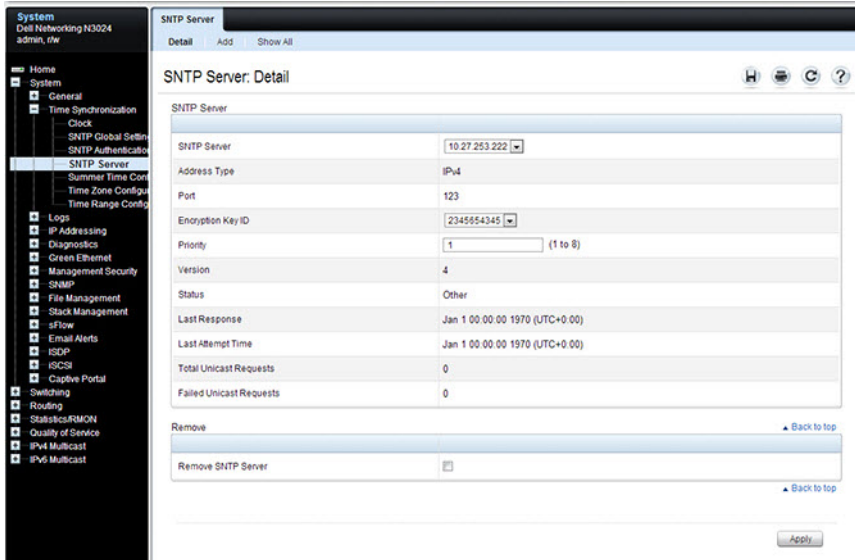 System
Dell Networking N3024
admin, r/w
Home
System
General
Time Synchronization
Clock
SNTP Global Settin
SNTP Authenticatio
SNTP Server
Summer Time Conf
Time Zone Configur
Time Range Config
Logs
IP Addressing
Diagnostics
Green Ethernet
Management Security
SNMP
File Management
Stack Management
sFlow
Email Alerts
ISDP
iSCSI
Captive Portal
Switching
Routing
Statistics/RMON
Quality of Service
IPv4 Multicast
IPv6 Multicast
SNTP Server
Detail Add Show All
SNTP Server: Detail
SNTP Server
SNTP Server 10.27.253.222
Address Type IPv4
Port 123
Encryption Key ID 2345654345
Priority 1 (1 to 8)
Version 4
Status Other
Last Response Jan 1 00:00:00 1970 (UTC+0:00)
Last Attempt Time Jan 1 00:00:00 1970 (UTC+0:00)
Total Unicast Requests 0
Failed Unicast Requests 0
Remove Back to top
Remove SNTP Server
Back to top
Apply